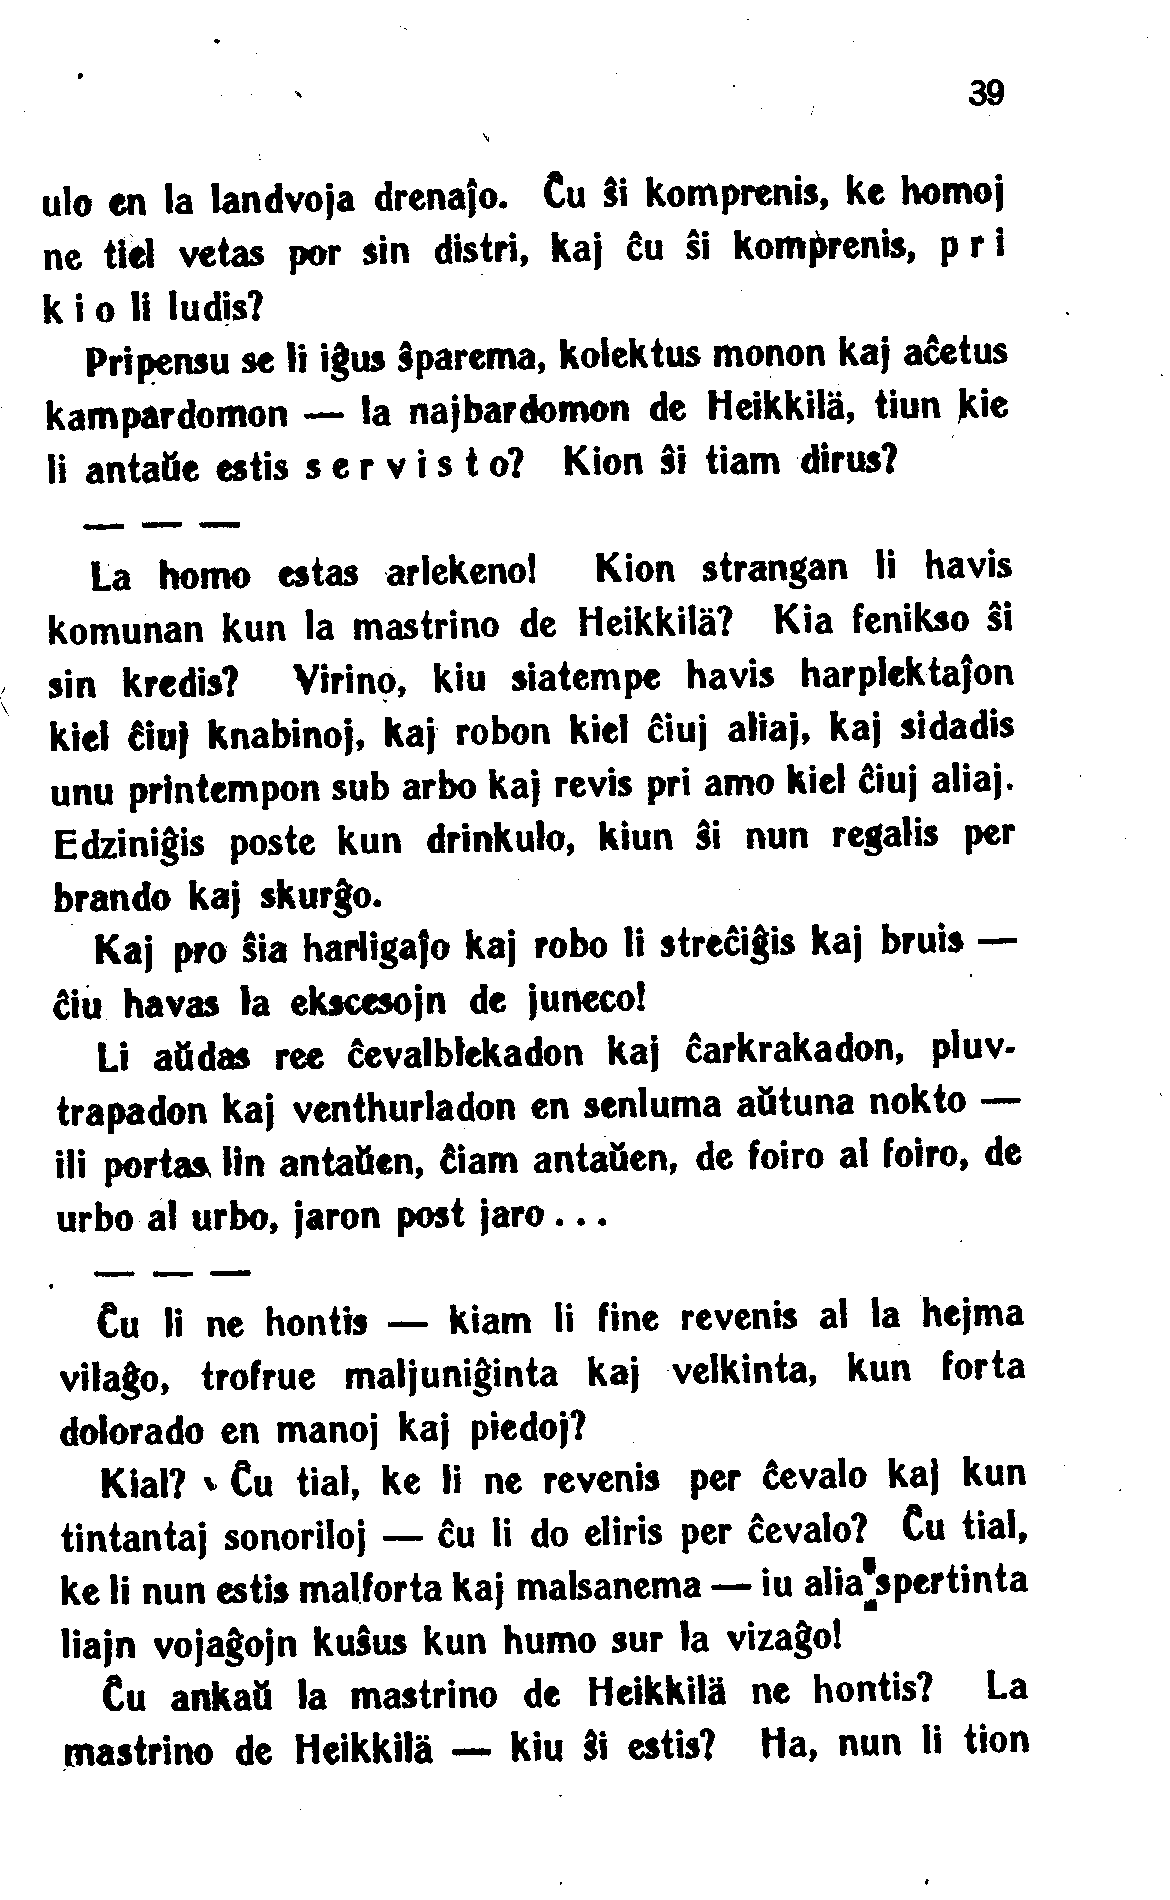 39
ulo en la landvoja drenaĵo. Ĉu ŝi komprenis, ke homoj
ne tiel vetas por sin distri, kaj ĉu ŝi komprenis, p r i
k i o li ludis?
Pripensu se li iĝus ŝparema, kolektus monon kaj aĉetus
kampardomon — la najbardomon de Heikkilä, tiun kie
li antaŭe estis s e r v i s t o? Kion ŝi tiam dirus?
— — —
La homo estas arlekeno! Kion strangan li havis
komunan kun la mastrino de Heikkilä? Kia fenikso ŝi
sin kredis? Virino, kiu siatempe havis harplektaĵon
kiel ĉiuj knabinoj, kaj robon kiel ĉiuj aliaj, kaj sidadis
unu printempon sub arbo kaj revis pri amo kiel ĉiuj aliaj.
Edziniĝis poste kun drinkulo, kiun ŝi nun regalis per
brando kaj skurĝo.
Kaj pro ŝia harligaĵo kaj robo li streĉiĝis kaj bruis —
ĉiu havas la ekscesojn de juneco!
Li aŭdas ree ĉevalblekadon kaj ĉarkrakadon, pluv-
trapadon kaj venthurladon en senluma aŭtuna nokto —
ili portas lin antaŭen, ĉiam antaŭen, de foiro al foiro, de
urbo al urbo, jaron post jaro . . .
— — —
Ĉu li ne hontis — kiam li fine revenis al la hejma
vilaĝo, trofrue maljuniĝinta kaj velkinta, kun forta
dolorado en manoj kaj piedoj?
Kial? Ĉu tial, ke li ne revenis per ĉevalo kaj kun
tintantaj sonoriloj — ĉu li do eliris per ĉevalo? Ĉu tial,
ke li nun estis malforta kaj malsanema — iu alia spertinta
liajn vojaĝojn kuŝus kun humo sur la vizaĝo!
Ĉu ankaŭ la mastrino de Heikkilä ne hontis? La
mastrino de Heikkilä — kiu ŝi estis? Ha, nun li tion